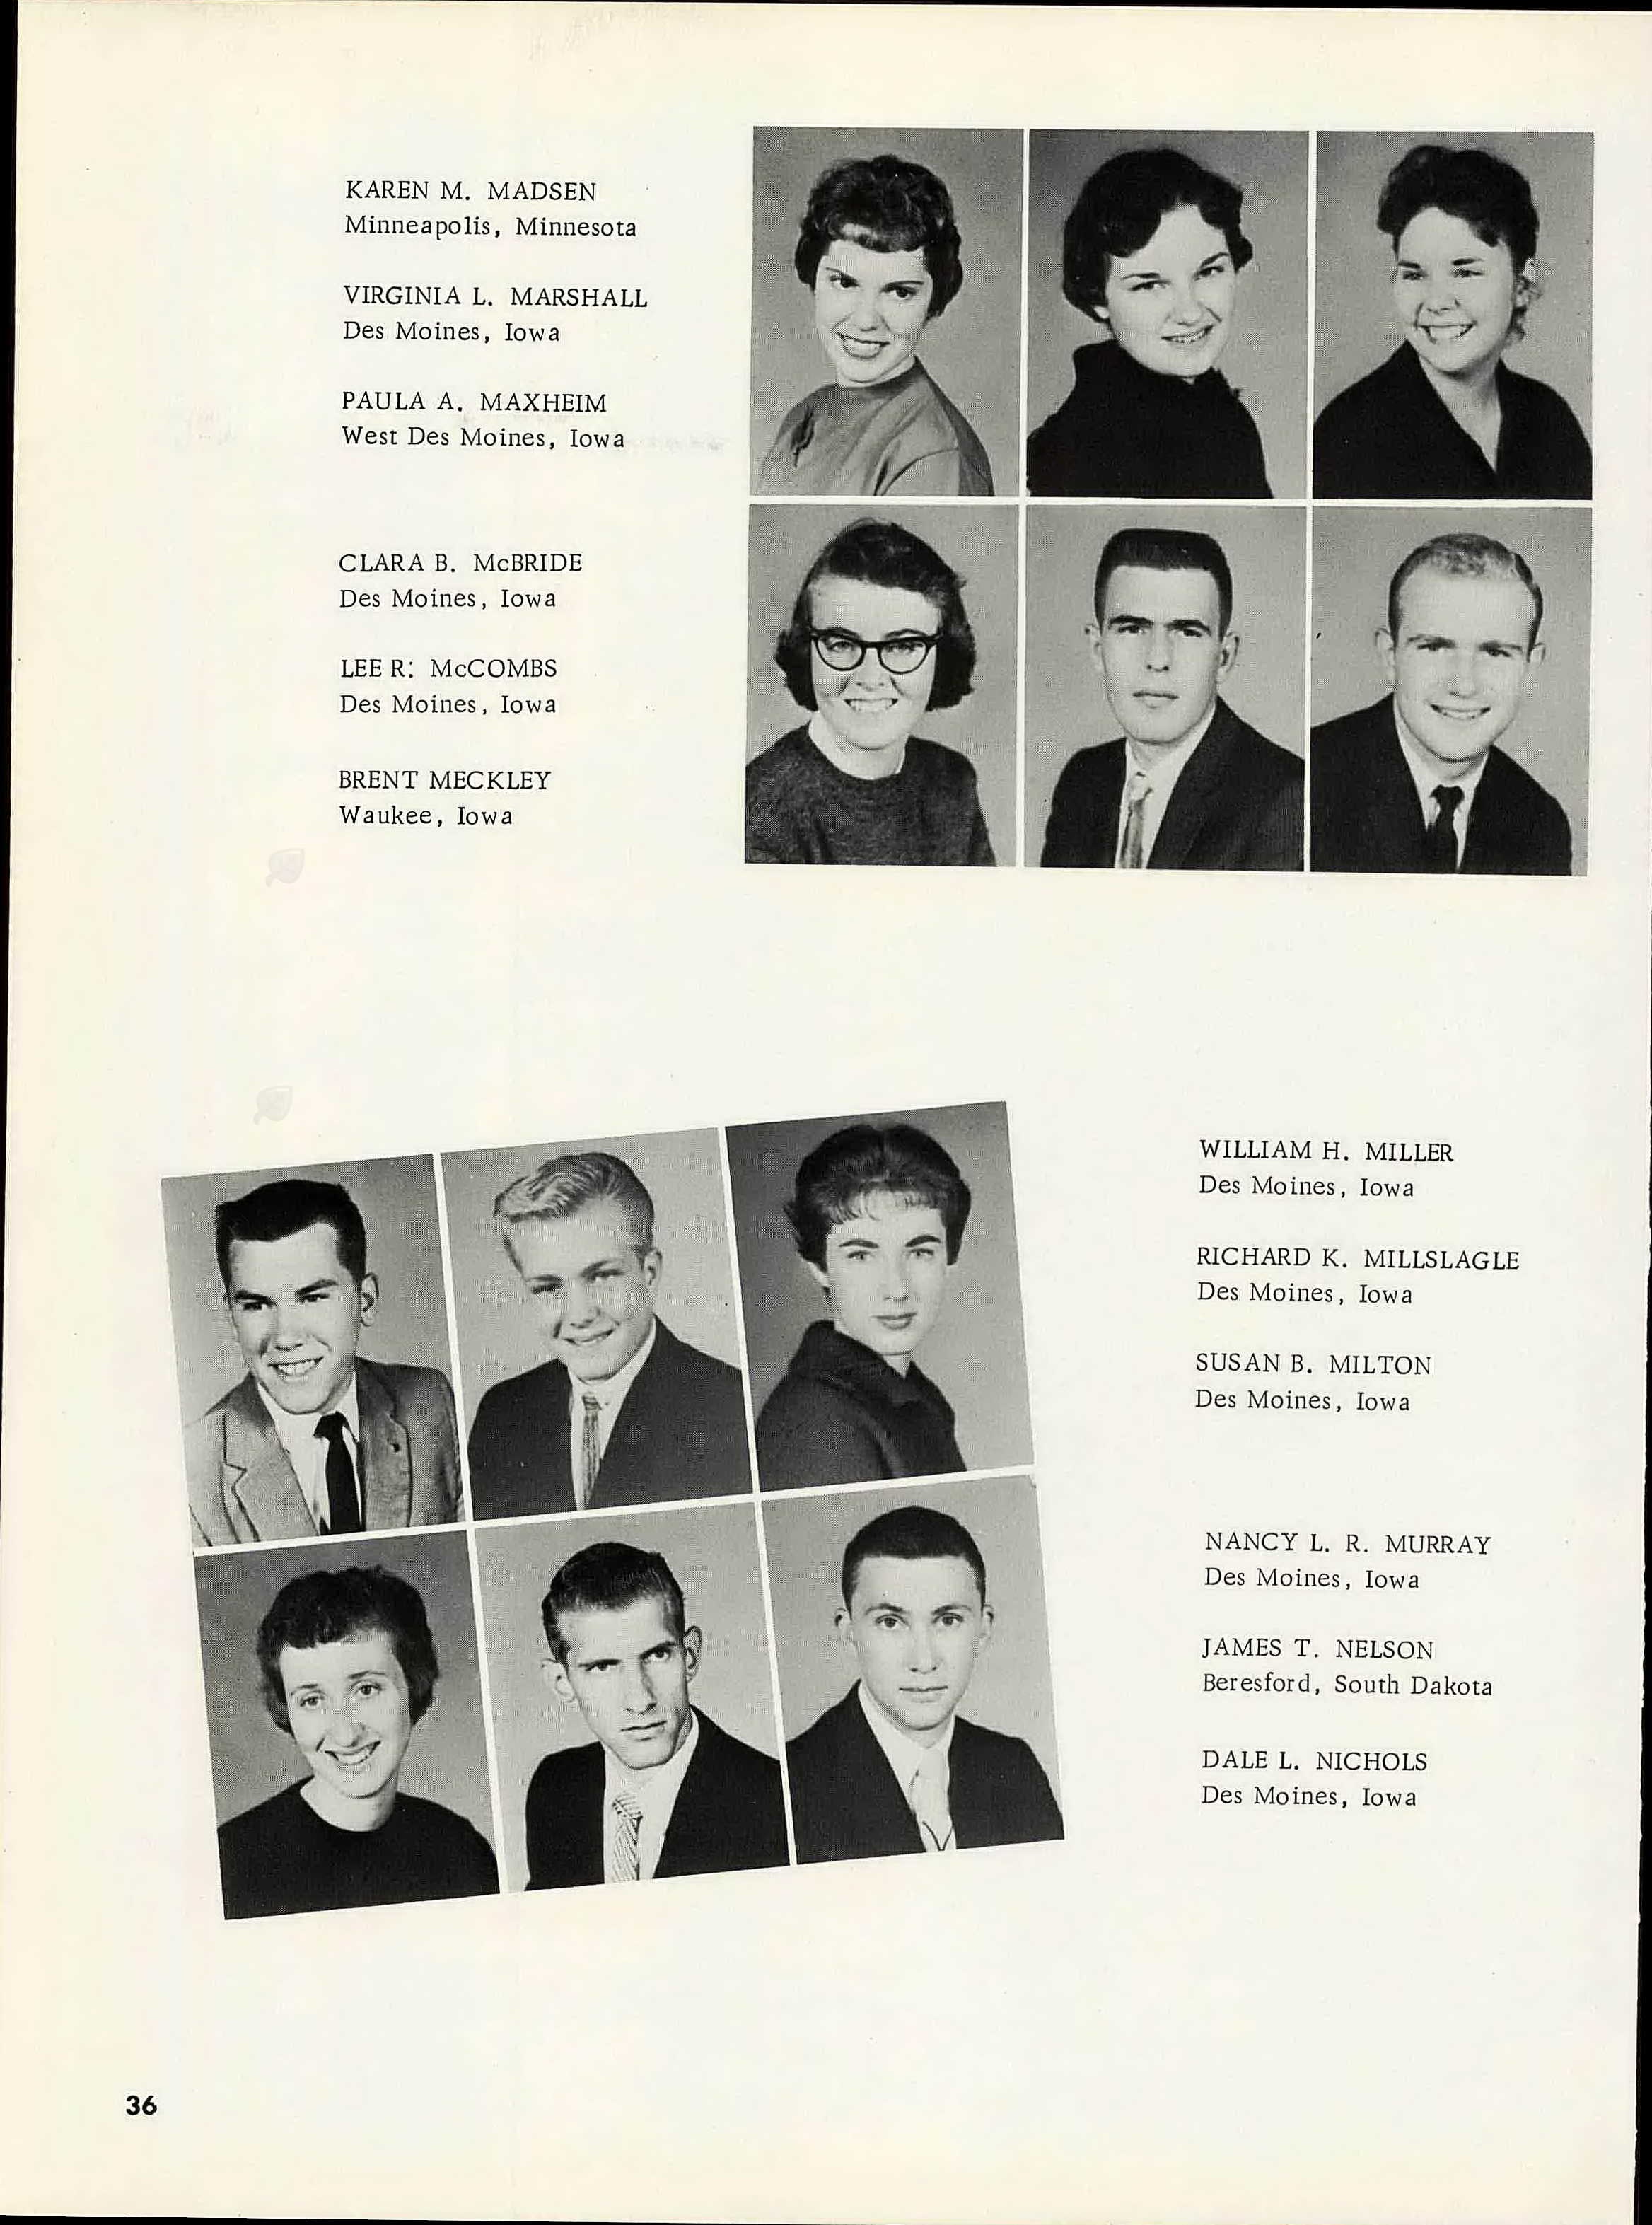 KAREN M. MADSEN
Minneapolis, Minnesota
VIRGINIA L. MARSHALL
Des Moines, Iowa
PAULA A. MAXHEIM
West Des Moines, Iowa
CLARA B. McBRIDE
Des Moines, Iowa
LEE R: McCOMBS
Des Moines, Iowa
BRENT MECKLEY
Waukee, Iowa
WILLIAM H. MILLER
Des Moines, Iowa
RICHARD K. MILLSLAGLE
Des Moines, Iowa
SUSAN B. MILTON
Des Moines, Iowa
NANCY L. R. MURRAY
Des Moines, Iowa
JAMES T. NELSON
Beresford, South Dakota
DALE L. NICHOLS
Des Moines, Iowa
36